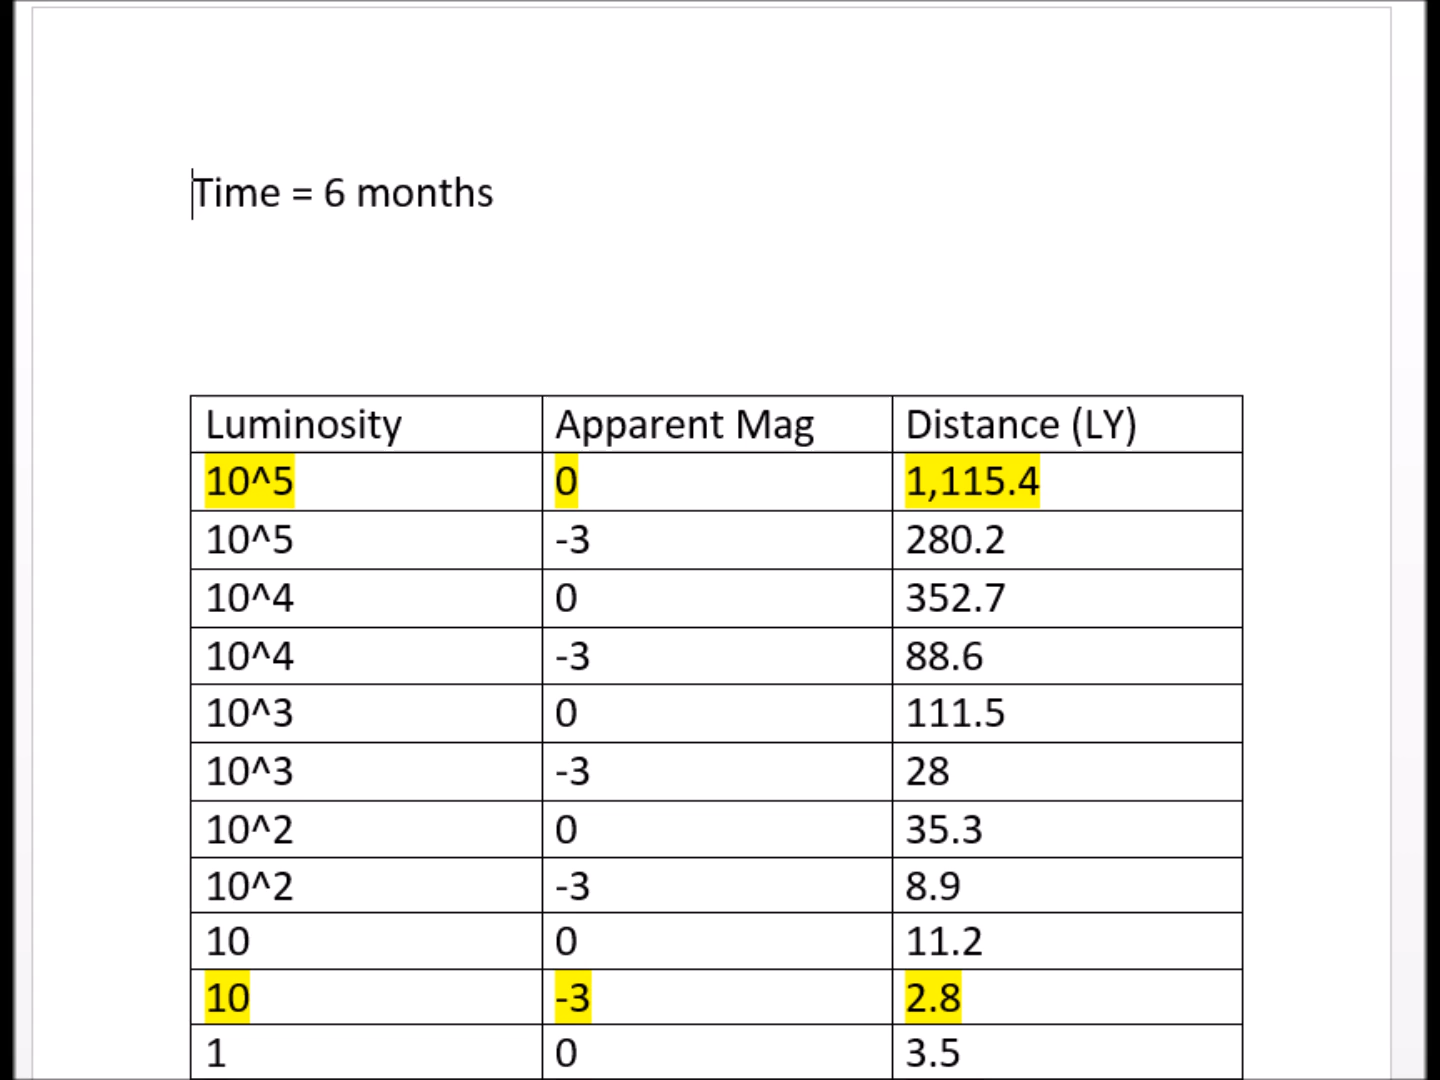 Time = 6 months
Luminosity Apparent Mag Distance (LY)
10^5 0 1,115.4
10^5 -3 280.2
10^4 0 352.7
10^4 -3 88.6
10^3 0 111.5
10^3 -3 28
10^2 0 35.3
10^2 -3 8.9
10 0 11.2
10 -3 2.8
1 0 3.5